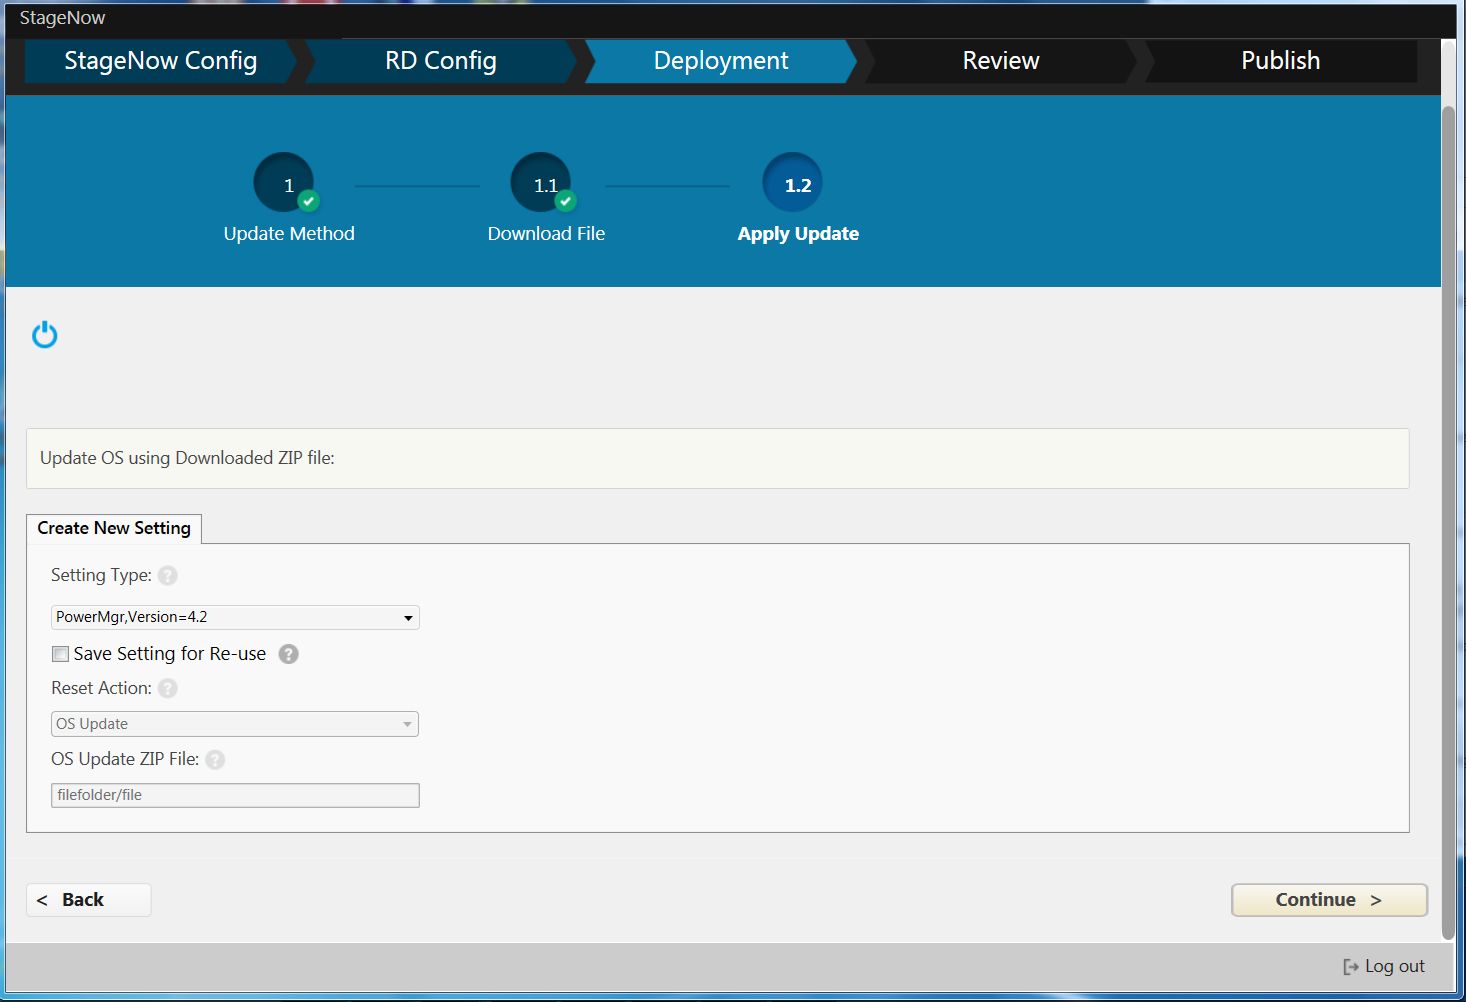 StageNow
StageNow Config
RD Config
Deployment
Review
Publish
1
1.1
1.2
Update Method
Download File
Apply Update
Update OS using Downloaded ZIP file:
Create New Setting
Setting Type: ?
PowerMgr,Version=4.2
Save Setting for Re-use ?
Reset Action: ?
OS Update
OS Update ZIP File: ?
filefolder/file
< Back
Continue >
Log out